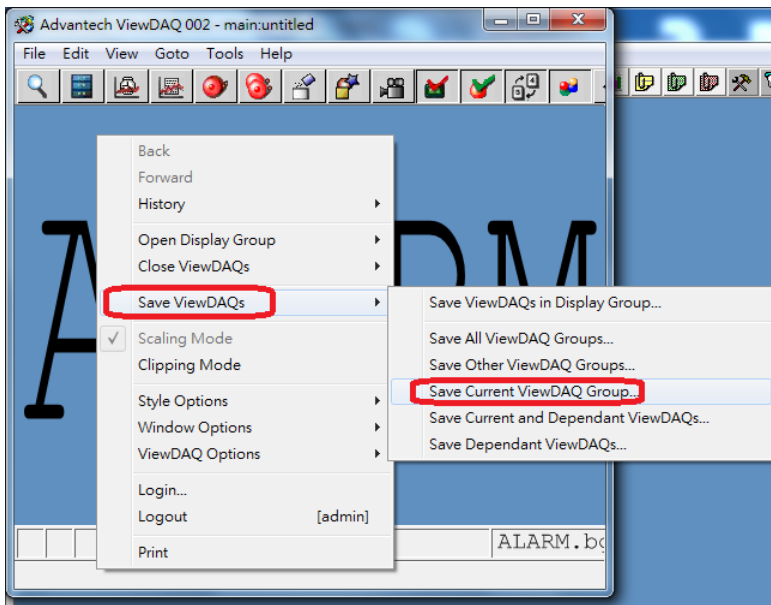 Advantech ViewDAQ 002 - main:untitled
File Edit View Goto Tools Help
Back
Forward
History
Open Display Group
Close ViewDAQs
Save ViewDAQs
Scaling Mode
Clipping Mode
Style Options
Window Options
ViewDAQ Options
Login...
Logout [admin]
Print
Save ViewDAQs in Display Group...
Save All ViewDAQ Groups...
Save Other ViewDAQ Groups...
Save Current ViewDAQ Group...
Save Current and Dependant ViewDAQs...
Save Dependant ViewDAQs...
ALARM.bg